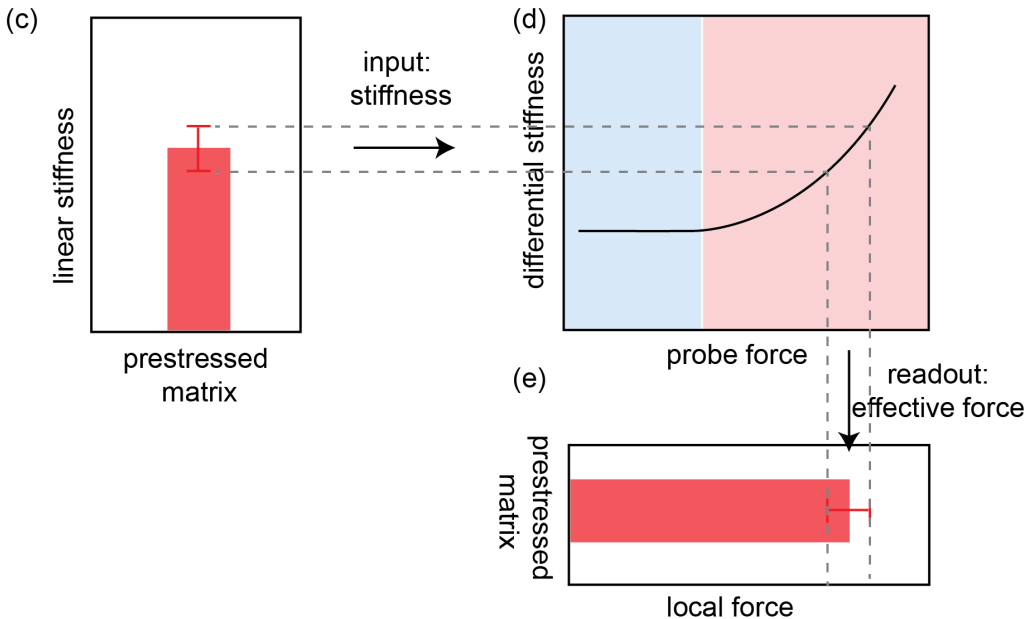 (c)
linear stiffness
prestressed
matrix
input:
stiffness
(d)
differential stiffness
probe force
readout:
effective force
(e)
prestressed
matrix
local force